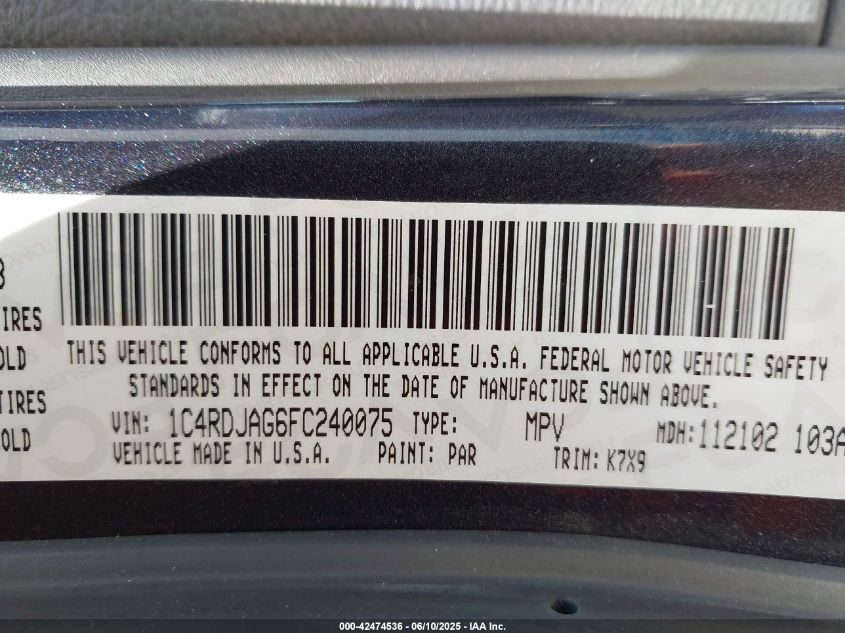 3
IRES
OLD
THIS VEHICLE CONFORMS TO ALL APPLICABLE U.S.A. FEDERAL MOTOR VEHICLE SAFETY
STANDARDS IN EFFECT ON THE DATE OF MANUFACTURE SHOWN ABOVE.
TIRES
VIN: 1C4RDJAG6FC240075 TYPE: MPV MDH: 112102 103A
OLD
VEHICLE MADE IN U.S.A. PAINT: PAR TRIM: K7X9
000-42474536 - 06/10/2025 - IAA Inc.